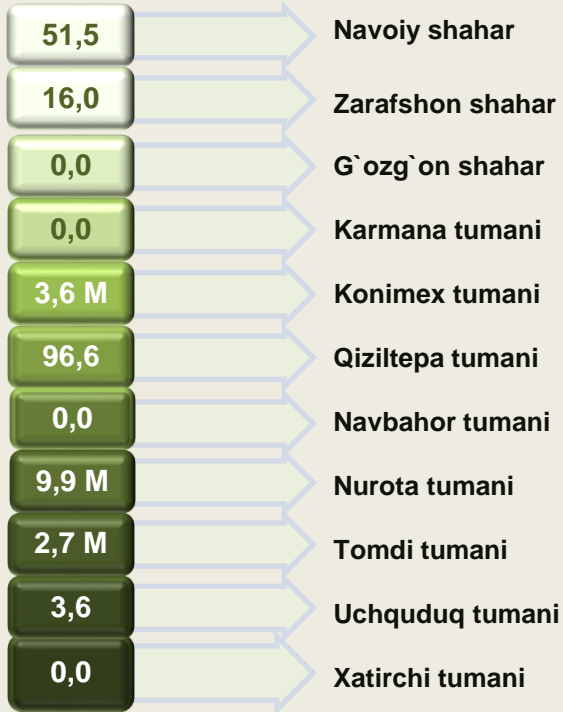 51,5 Navoiy shahar
16,0 Zarafshon shahar
0,0 G`ozg`on shahar
0,0 Karmana tumani
3,6 M Konimex tumani
96,6 Qiziltepa tumani
0,0 Navbahor tumani
9,9 M Nurota tumani
2,7 M Tomdi tumani
3,6 Uchquduq tumani
0,0 Xatirchi tumani